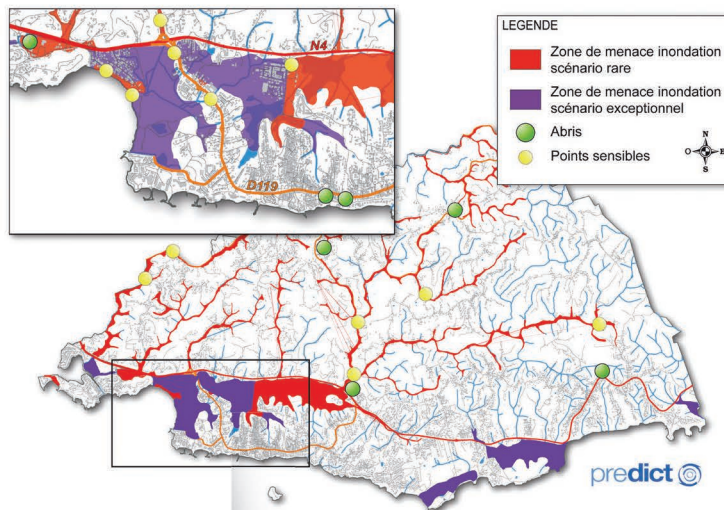 LEGENDE
Zone de menace inondation
scénario rare
Zone de menace inondation
scénario exceptionnel
Abris
Points sensibles
N
O E
S
N4
D119
predict